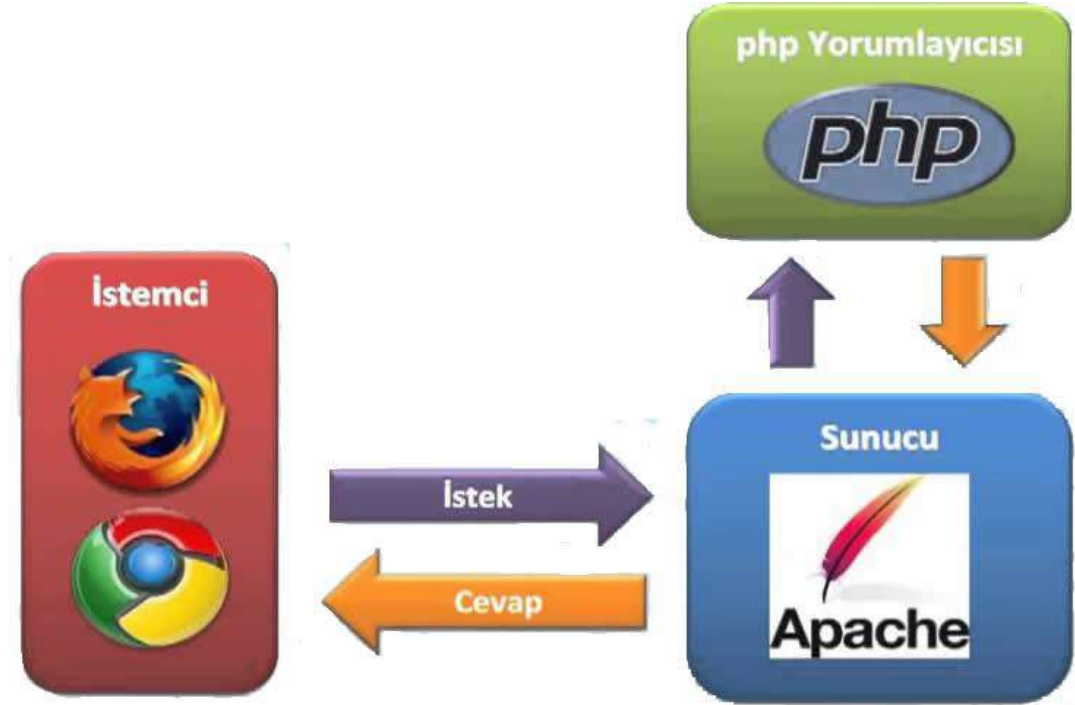 php Yorumlayıcısı
php
İstemci
Sunucu
İstek
Cevap
Apache